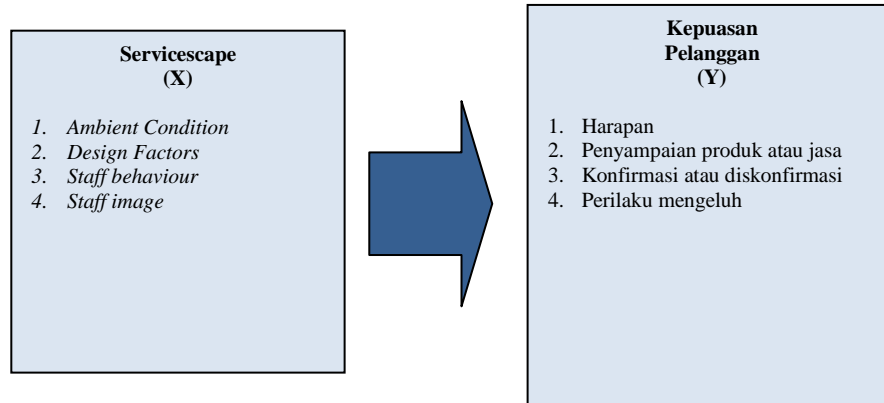 Servicescape
(X)
1. Ambient Condition
2. Design Factors
3. Staff behaviour
4. Staff image
Kepuasan
Pelanggan
(Y)
1. Harapan
2. Penyampaian produk atau jasa
3. Konfirmasi atau diskonfirmasi
4. Perilaku mengeluh